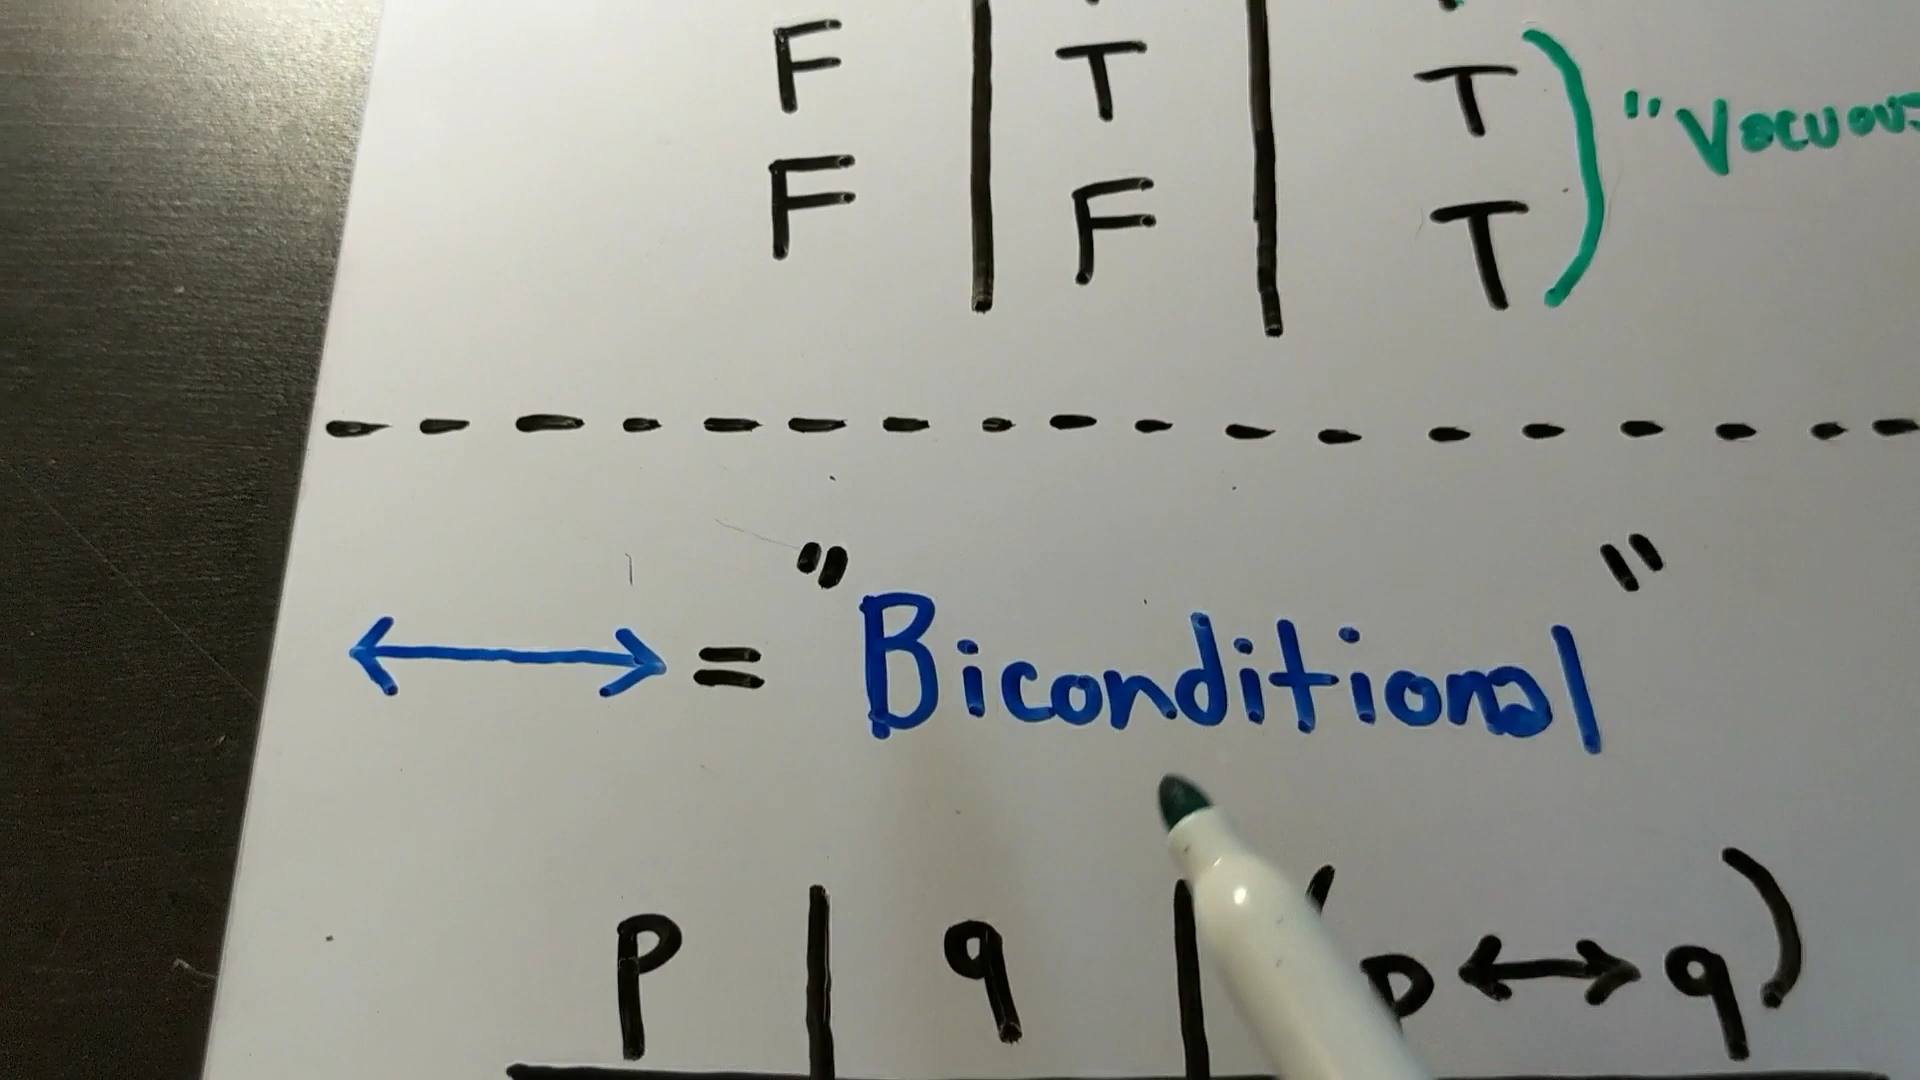 F | T | T
F | F | T
"Vacuous
↔ = "Biconditional"
p | q | (p ↔ q)